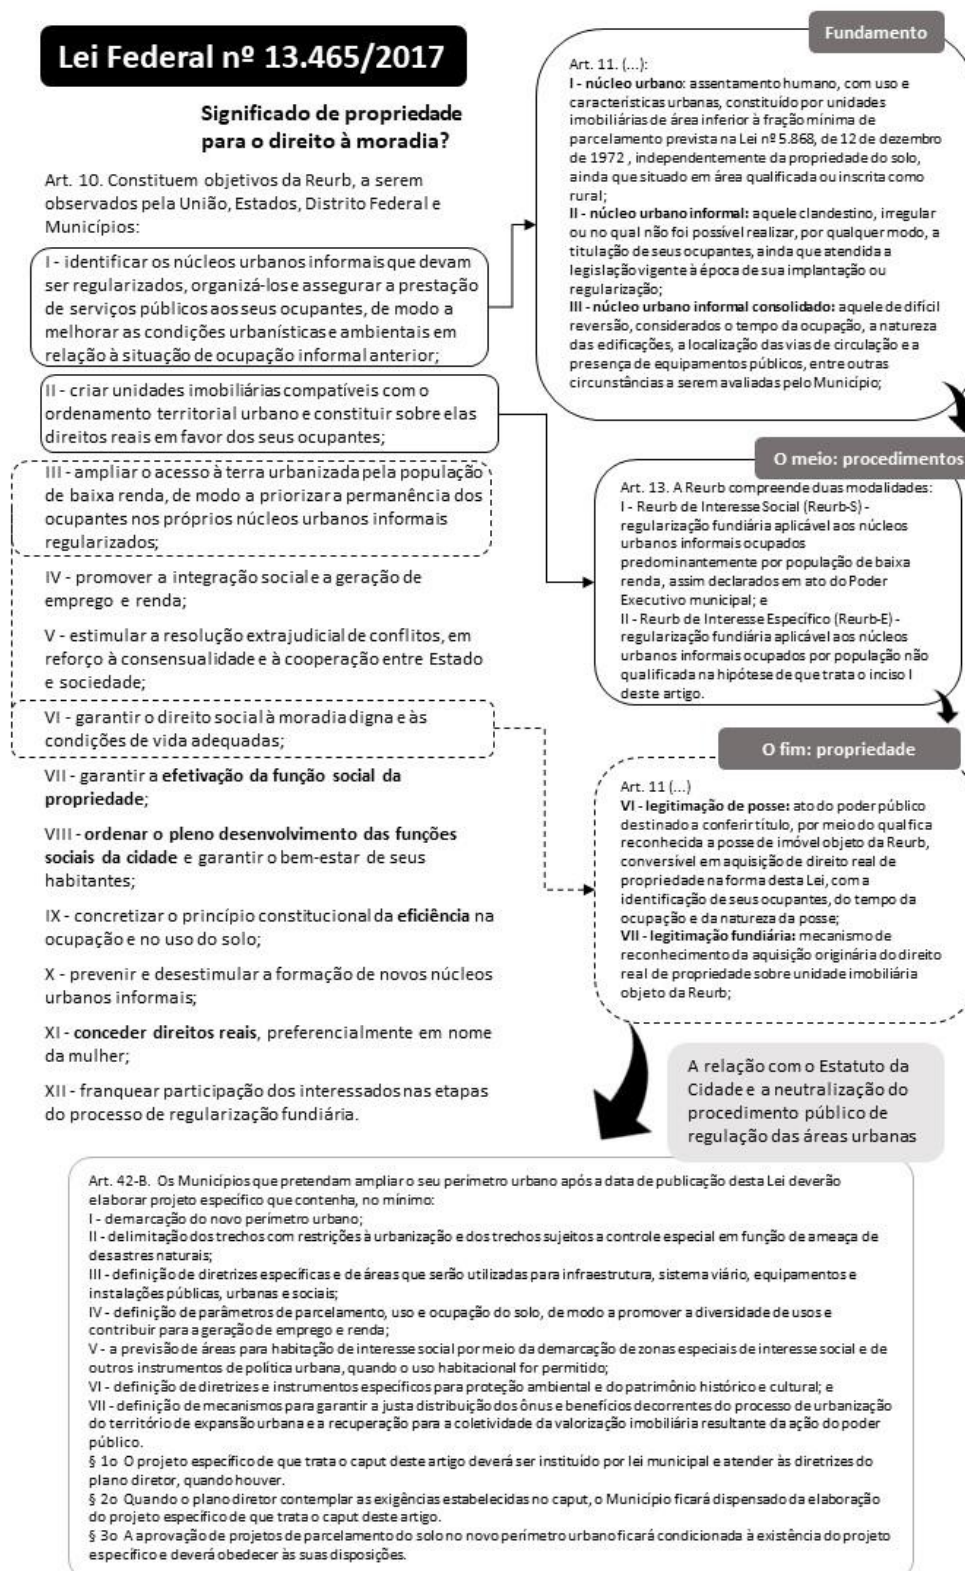 Lei Federal nº 13.465/2017
Significado de propriedade
para o direito à moradia?
Art. 10. Constituem objetivos da Reurb, a serem
observados pela União, Estados, Distrito Federal e
Municípios:
I - identificar os núcleos urbanos informais que devam
ser regularizados, organizá-los e assegurar a prestação
de serviços públicos aos seus ocupantes, de modo a
melhorar as condições urbanísticas e ambientais em
relação à situação de ocupação informal anterior;
II - criar unidades imobiliárias compatíveis com o
ordenamento territorial urbano e constituir sobre elas
direitos reais em favor dos seus ocupantes;
III - ampliar o acesso à terra urbanizada pela população
de baixa renda, de modo a priorizar a permanência dos
ocupantes nos próprios núcleos urbanos informais
regularizados;
IV - promover a integração social e a geração de
emprego e renda;
V - estimular a resolução extrajudicial de conflitos, em
reforço à consensualidade e à cooperação entre Estado
e sociedade;
VI - garantir o direito social à moradia digna e às
condições de vida adequadas;
VII - garantir a efetivação da função social da
propriedade;
VIII - ordenar o pleno desenvolvimento das funções
sociais da cidade e garantir o bem-estar de seus
habitantes;
IX - concretizar o princípio constitucional da eficiência na
ocupação e no uso do solo;
X - prevenir e desestimular a formação de novos núcleos
urbanos informais;
XI - conceder direitos reais, preferencialmente em nome
da mulher;
XII - franquear participação dos interessados nas etapas
do processo de regularização fundiária.
Fundamento
Art. 11. (...):
I - núcleo urbano: assentamento humano, com uso e
características urbanas, constituído por unidades
imobiliárias de área inferior à fração mínima de
parcelamento prevista na Lei nº 5.868, de 12 de dezembro
de 1972 , independentemente da propriedade do solo,
ainda que situado em área qualificada ou inscrita como
rural;
II - núcleo urbano informal: aquele clandestino, irregular
ou no qual não foi possível realizar, por qualquer modo, a
titulação de seus ocupantes, ainda que atendida a
legislação vigente à época de sua implantação ou
regularização;
III - núcleo urbano informal consolidado: aquele de difícil
reversão, considerados o tempo da ocupação, a natureza
das edificações, a localização das vias de circulação e a
presença de equipamentos públicos, entre outras
circunstâncias a serem avaliadas pelo Município;
O meio: procedimentos
Art. 13. A Reurb compreende duas modalidades:
I - Reurb de Interesse Social (Reurb-S) -
regularização fundiária aplicável aos núcleos
urbanos informais ocupados
predominantemente por população de baixa
renda, assim declarados em ato do Poder
Executivo municipal; e
II - Reurb de Interesse Específico (Reurb-E) -
regularização fundiária aplicável aos núcleos
urbanos informais ocupados por população não
qualificada na hipótese de que trata o inciso I
deste artigo.
O fim: propriedade
Art. 11 (...)
VI - legitimação de posse: ato do poder público
destinado a conferir título, por meio do qual fica
reconhecida a posse de imóvel objeto da Reurb,
conversível em aquisição de direito real de
propriedade na forma desta Lei, com a
identificação de seus ocupantes, do tempo da
ocupação e da natureza da posse;
VII - legitimação fundiária: mecanismo de
reconhecimento da aquisição originária do direito
real de propriedade sobre unidade imobiliária
objeto da Reurb;
A relação com o Estatuto da
Cidade e a neutralização do
procedimento público de
regulação das áreas urbanas
Art. 42-B. Os Municípios que pretendam ampliar o seu perímetro urbano após a data de publicação desta Lei deverão
elaborar projeto específico que contenha, no mínimo:
I - demarcação do novo perímetro urbano;
II - delimitação dos trechos com restrições à urbanização e dos trechos sujeitos a controle especial em função de ameaça de
desastres naturais;
III - definição de diretrizes específicas e de áreas que serão utilizadas para infraestrutura, sistema viário, equipamentos e
instalações públicas, urbanas e sociais;
IV - definição de parâmetros de parcelamento, uso e ocupação do solo, de modo a promover a diversidade de usos e
contribuir para a geração de emprego e renda;
V - a previsão de áreas para habitação de interesse social por meio da demarcação de zonas especiais de interesse social e de
outros instrumentos de política urbana, quando o uso habitacional for permitido;
VI - definição de diretrizes e instrumentos específicos para proteção ambiental e do patrimônio histórico e cultural; e
VII - definição de mecanismos para garantir a justa distribuição dos ônus e benefícios decorrentes do processo de urbanização
do território de expansão urbana e a recuperação para a coletividade da valorização imobiliária resultante da ação do poder
público.
§ 1o O projeto específico de que trata o caput deste artigo deverá ser instituído por lei municipal e atender às diretrizes do
plano diretor, quando houver.
§ 2o Quando o plano diretor contemplar as exigências estabelecidas no caput, o Município ficará dispensado da elaboração
do projeto específico de que trata o caput deste artigo.
§ 3o A aprovação de projetos de parcelamento do solo no novo perímetro urbano ficará condicionada à existência do projeto
específico e deverá obedecer às suas disposições.